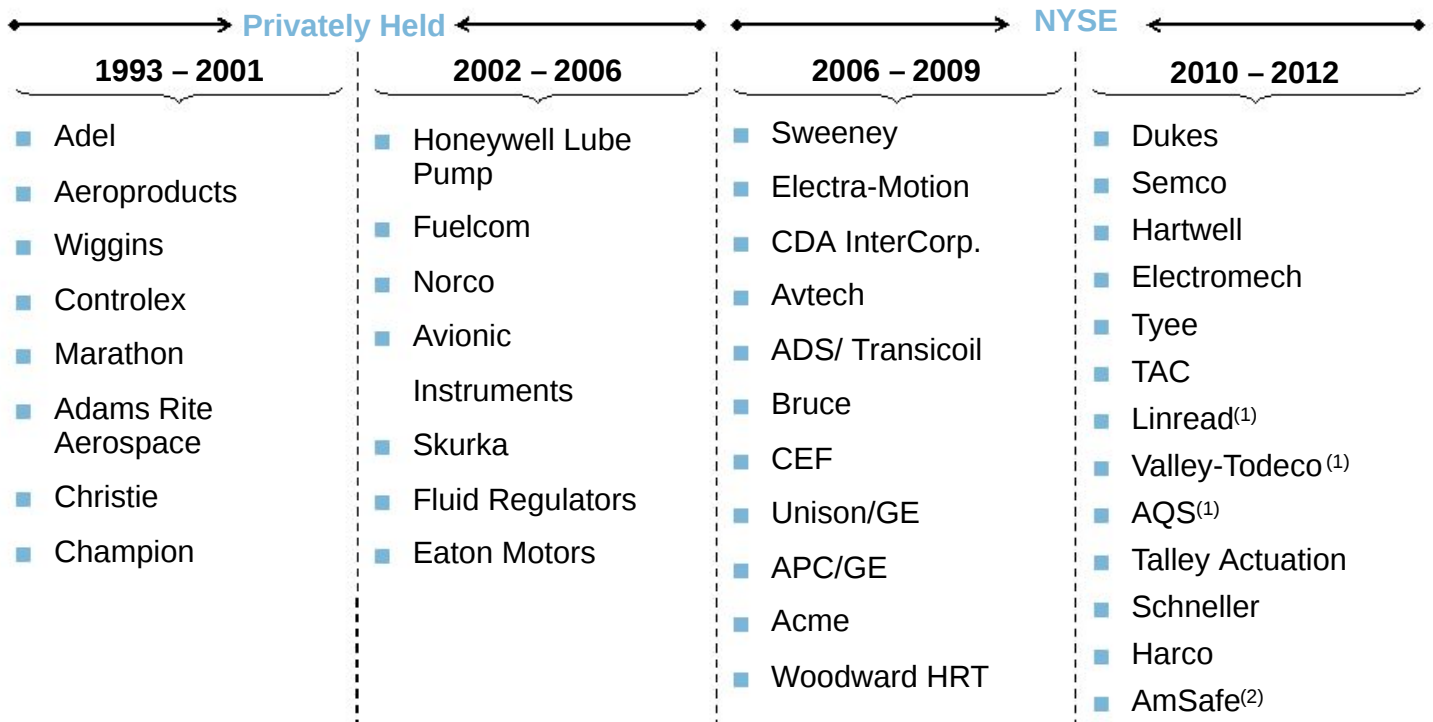 Privately Held
NYSE
1993 – 2001
Adel
Aeroproducts
Wiggins
Controlex
Marathon
Adams Rite
Aerospace
Christie
Champion
2002 – 2006
Honeywell Lube
Pump
Fuelcom
Norco
Avionic
Instruments
Skurka
Fluid Regulators
Eaton Motors
2006 – 2009
Sweeney
Electra-Motion
CDA InterCorp.
Avtech
ADS/ Transicoil
Bruce
CEF
Unison/GE
APC/GE
Acme
Woodward HRT
2010 – 2012
Dukes
Semco
Hartwell
Electromech
Tyee
TAC
Linread(1)
Valley-Todeco (1)
AQS(1)
Talley Actuation
Schneller
Harco
AmSafe(2)